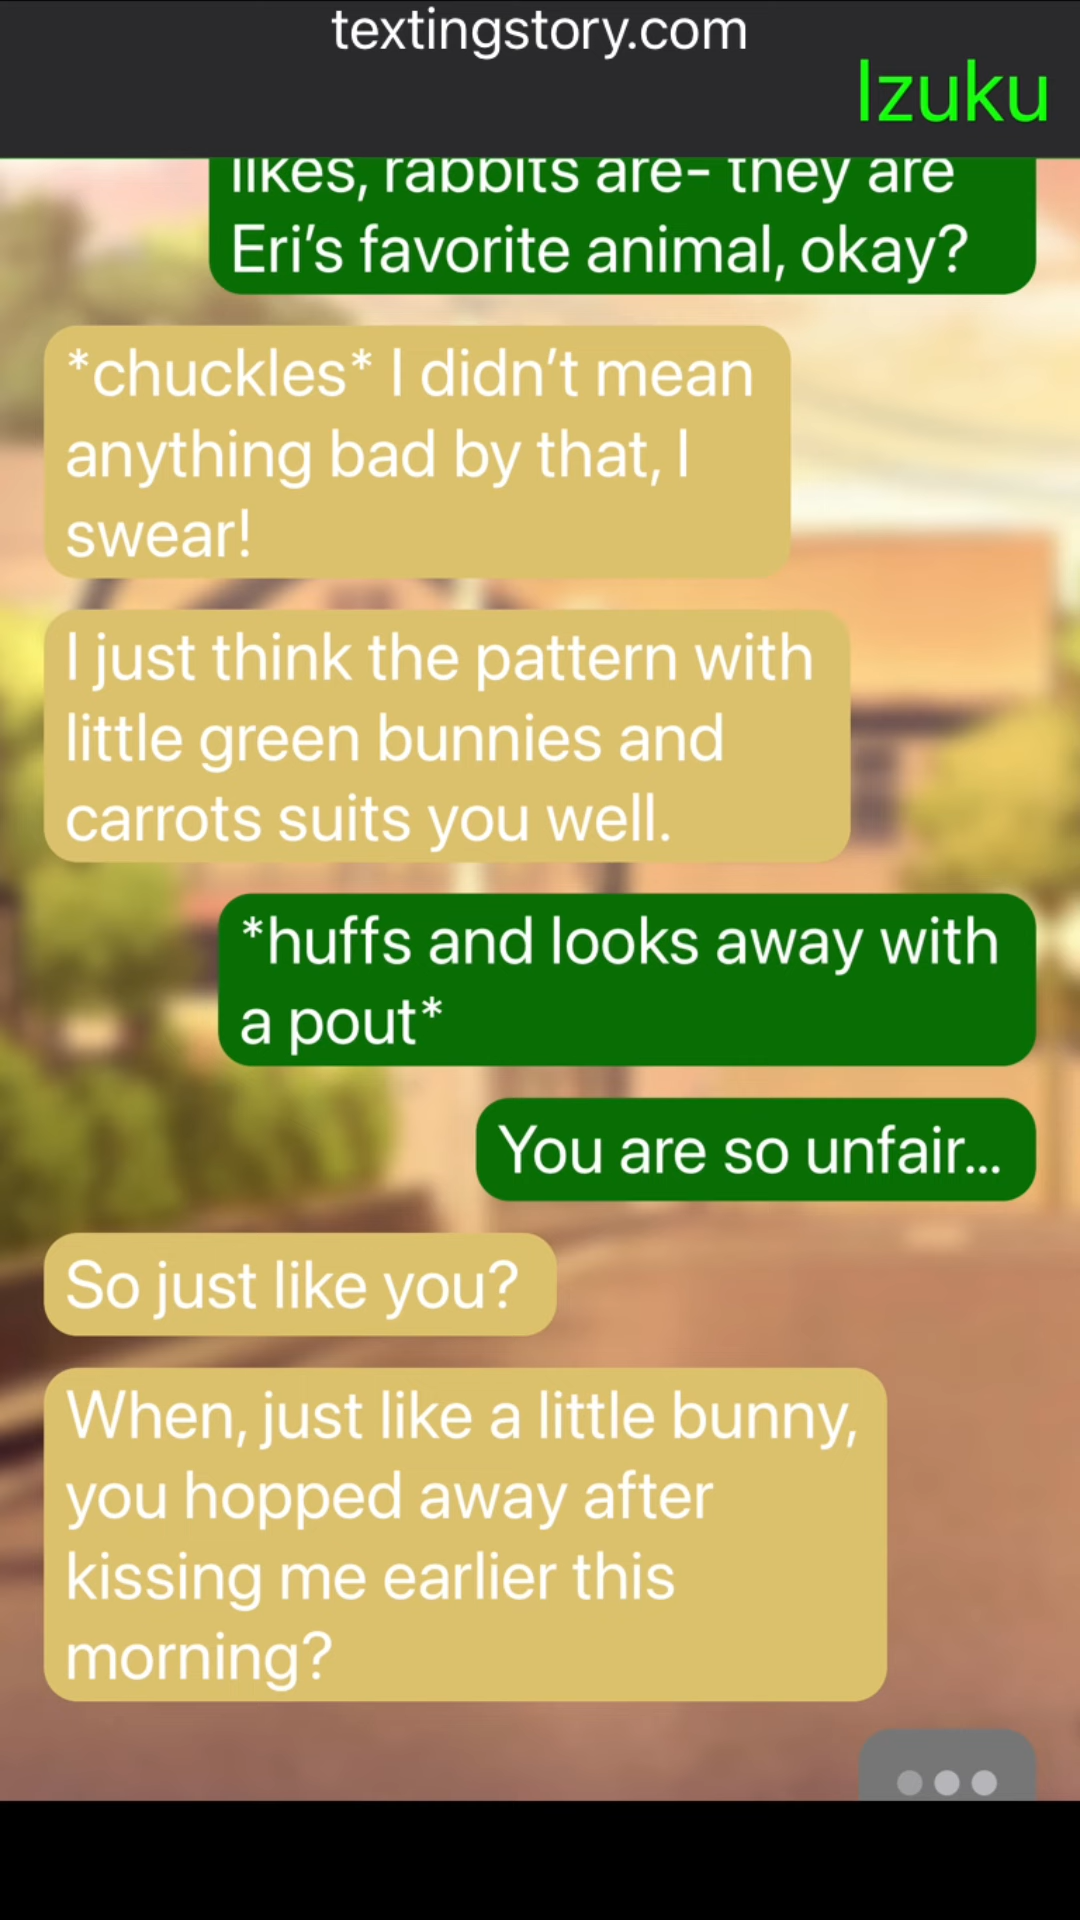 textingstory.com
Izuku
likes, rabbits are- they are
Eri’s favorite animal, okay?
*chuckles* I didn’t mean
anything bad by that, I
swear!
I just think the pattern with
little green bunnies and
carrots suits you well.
*huffs and looks away with
a pout*
You are so unfair...
So just like you?
When, just like a little bunny,
you hopped away after
kissing me earlier this
morning?